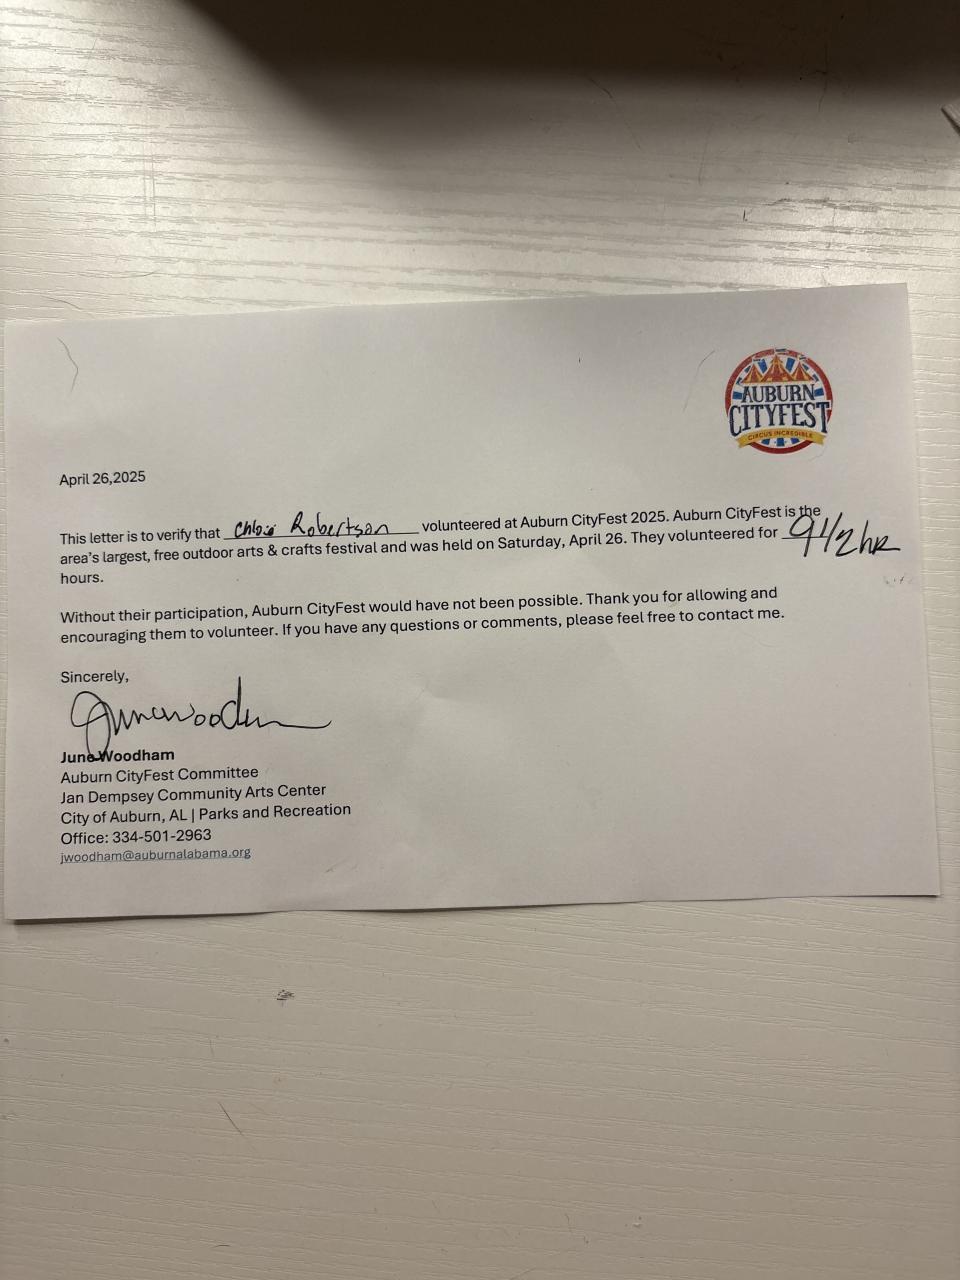 AUBURN
CITYFEST
CIRCUS INCREDIBLE
April 26,2025
This letter is to verify that Chloe Robertson volunteered at Auburn CityFest 2025. Auburn CityFest is the
area's largest, free outdoor arts & crafts festival and was held on Saturday, April 26. They volunteered for 9 1/2 hr
hours.
Without their participation, Auburn CityFest would have not been possible. Thank you for allowing and
encouraging them to volunteer. If you have any questions or comments, please feel free to contact me.
Sincerely,
June Woodham
June Woodham
Auburn CityFest Committee
Jan Dempsey Community Arts Center
City of Auburn, AL | Parks and Recreation
Office: 334-501-2963
jwoodham@auburnalabama.org